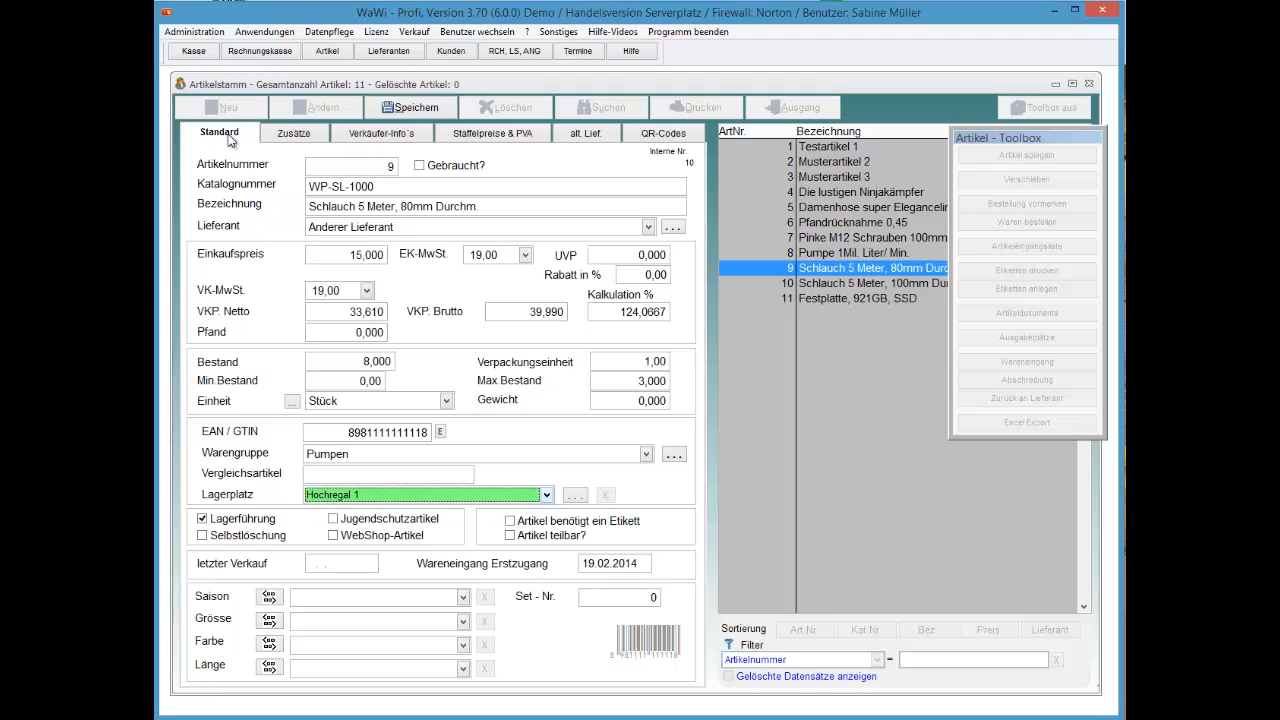 WaWi - Profi, Version 3.70 (6.0.0) Demo / Handelsversion Serverplatz / Firewall: Norton / Benutzer: Sabine Müller
Administration Anwendungen Datenpflege Lizenz Verkauf Benutzer wechseln ? Sonstiges Hilfe-Videos Programm beenden
Kasse Rechnungskasse Artikel Lieferanten Kunden RCH, LS, ANG Termine Hilfe
Artikelstamm - Gesamtanzahl Artikel: 11 - Gelöschte Artikel: 0
Neu Ändern Speichern Löschen Suchen Drucken Ausgang Toolbox aus
Standard Zusätze Verkäufer-Info´s Staffelpreise & PVA alt. Lief. QR-Codes
Interne Nr.
10
Artikelnummer 9 Gebraucht?
Katalognummer WP-SL-1000
Bezeichnung Schlauch 5 Meter, 80mm Durchm.
Lieferant Anderer Lieferant ...
Einkaufspreis 15,000 EK-MwSt. 19,00 UVP 0,000
Rabatt in % 0,00
VK-MwSt. 19,00 Kalkulation %
VKP. Netto 33,610 VKP. Brutto 39,990 124,0667
Pfand 0,000
Bestand 8,000 Verpackungseinheit 1,00
Min.Bestand 0,00 Max.Bestand 3,000
Einheit ... Stück Gewicht 0,000
EAN / GTIN 8981111111118 E
Warengruppe Pumpen ...
Vergleichsartikel
Lagerplatz Hochregal 1 ... X
Lagerführung Jugendschutzartikel Artikel benötigt ein Etikett
Selbstlöschung WebShop-Artikel Artikel teilbar?
letzter Verkauf . . Wareneingang Erstzugang 19.02.2014
Saison X Set - Nr. 0
Grösse X
Farbe X
Länge X
8 981111 111118
ArtNr. Bezeichnung
1 Testartikel 1
2 Musterartikel 2
3 Musterartikel 3
4 Die lustigen Ninjakämpfer
5 Damenhose super Elegancelin
6 Pfandrücknahme 0,45
7 Pinke M12 Schrauben 100mm
8 Pumpe 1Mil. Liter/ Min.
9 Schlauch 5 Meter, 80mm Durc
10 Schlauch 5 Meter, 100mm Du
11 Festplatte, 921GB, SSD
Artikel - Toolbox
Artikel spiegeln
Verschieben
Bestellung vormerken
Waren bestellen
Artikeleingangsliste
Etiketten drucken
Etiketten anlegen
Artikeldokumente
Ausgabeplätze
Wareneingang
Abschreibung
Zurück an Lieferant
Excel Export
Sortierung Art.Nr Kat.Nr Bez Preis Lieferant
Filter
Artikelnummer = X
Gelöschte Datensätze anzeigen